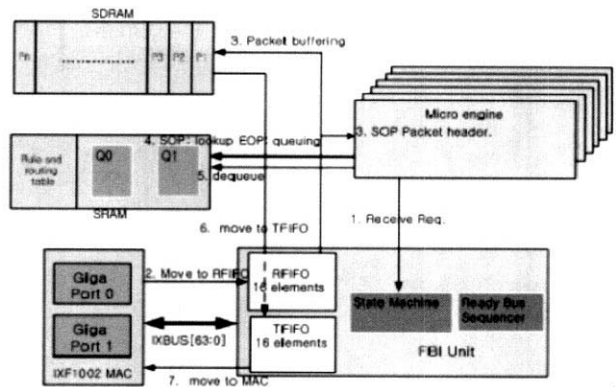 SDRAM
Pn
..............
P3
P2
P1
3. Packet buffering
Micro engine
3. SOP Packet header.
4. SOP: lookup EOP: queuing
Rule and
routing
table
Q0
Q1
5. dequeue
SRAM
1. Receive Req.
6. move to TFIFO
Giga
Port 0
2. Move to RFIFO
RFIFO
16 elements
State Machine
Ready Bus
Sequencer
Giga
Port 1
IXBUS[63:0]
TFIFO
16 elements
FBI Unit
IXF1002 MAC
7. move to MAC